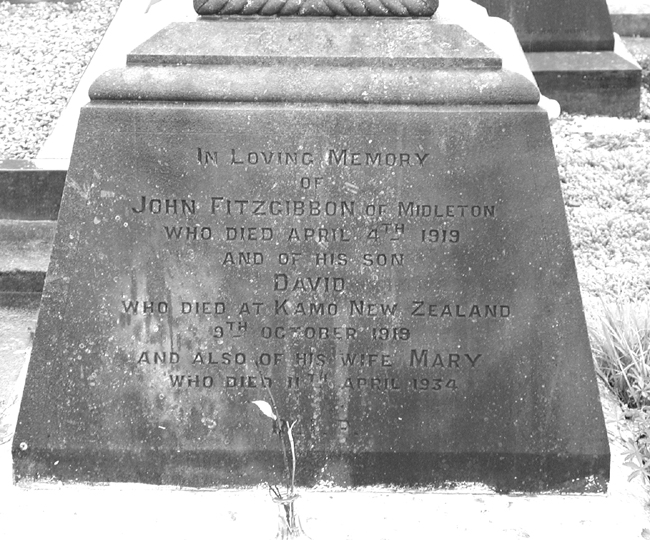 IN LOVING MEMORY
OF
JOHN FITZGIBBON OF MIDLETON
WHO DIED APRIL 4TH 1919
AND OF HIS SON
DAVID
WHO DIED AT KAMO NEW ZEALAND
9TH OCTOBER 1918
AND ALSO OF HIS WIFE MARY
WHO DIED 11TH APRIL 1934